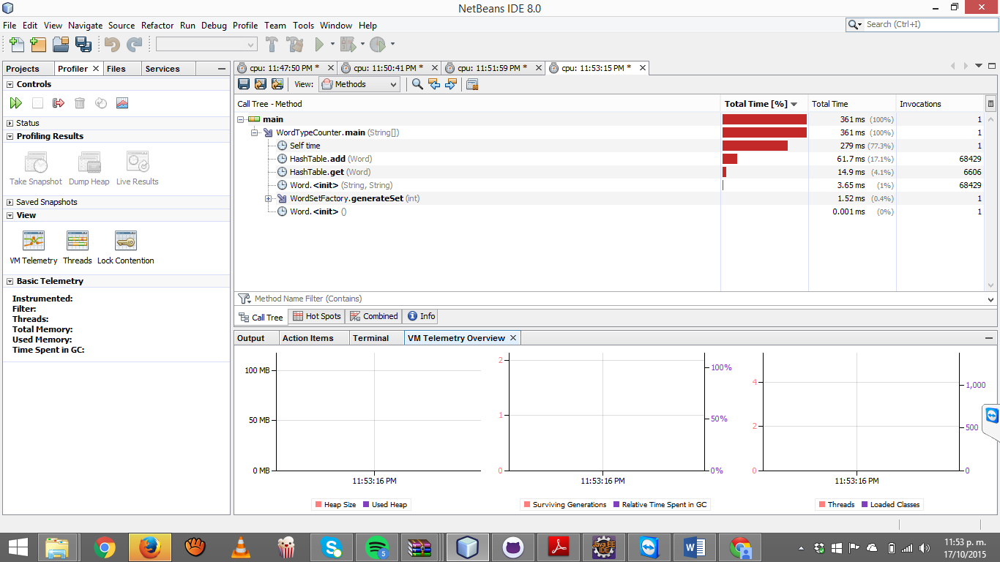 NetBeans IDE 8.0
File Edit View Navigate Source Refactor Run Debug Profile Team Tools Window Help
Search (Ctrl+I)
Projects Profiler Files Services
Controls
Status
Profiling Results
Take Snapshot Dump Heap Live Results
Saved Snapshots
View
VM Telemetry Threads Lock Contention
Basic Telemetry
Instrumented:
Filter:
Threads:
Total Memory:
Used Memory:
Time Spent in GC:
cpu: 11:47:50 PM * cpu: 11:50:41 PM * cpu: 11:51:59 PM * cpu: 11:53:15 PM *
View: Methods
Call Tree - Method Total Time [%] Total Time Invocations
main 361 ms (100%) 1
WordTypeCounter.main (String[]) 361 ms (100%) 1
Self time 279 ms (77.3%) 1
HashTable.add (Word) 61.7 ms (17.1%) 68429
HashTable.get (Word) 14.9 ms (4.1%) 6606
Word.<init> (String, String) 3.65 ms (1%) 68429
WordSetFactory.generateSet (int) 1.52 ms (0.4%) 1
Word.<init> () 0.001 ms (0%) 1
Method Name Filter (Contains)
Call Tree Hot Spots Combined Info
Output Action Items Terminal VM Telemetry Overview
100 MB
50 MB
0 MB
11:53:16 PM
Heap Size Used Heap
2 100%
1 50%
0 0%
11:53:16 PM
Surviving Generations Relative Time Spent in GC
4 1,000
2 500
0 0
11:53:16 PM
Threads Loaded Classes
5
Java EE
IDE
11:53 p. m.
17/10/2015